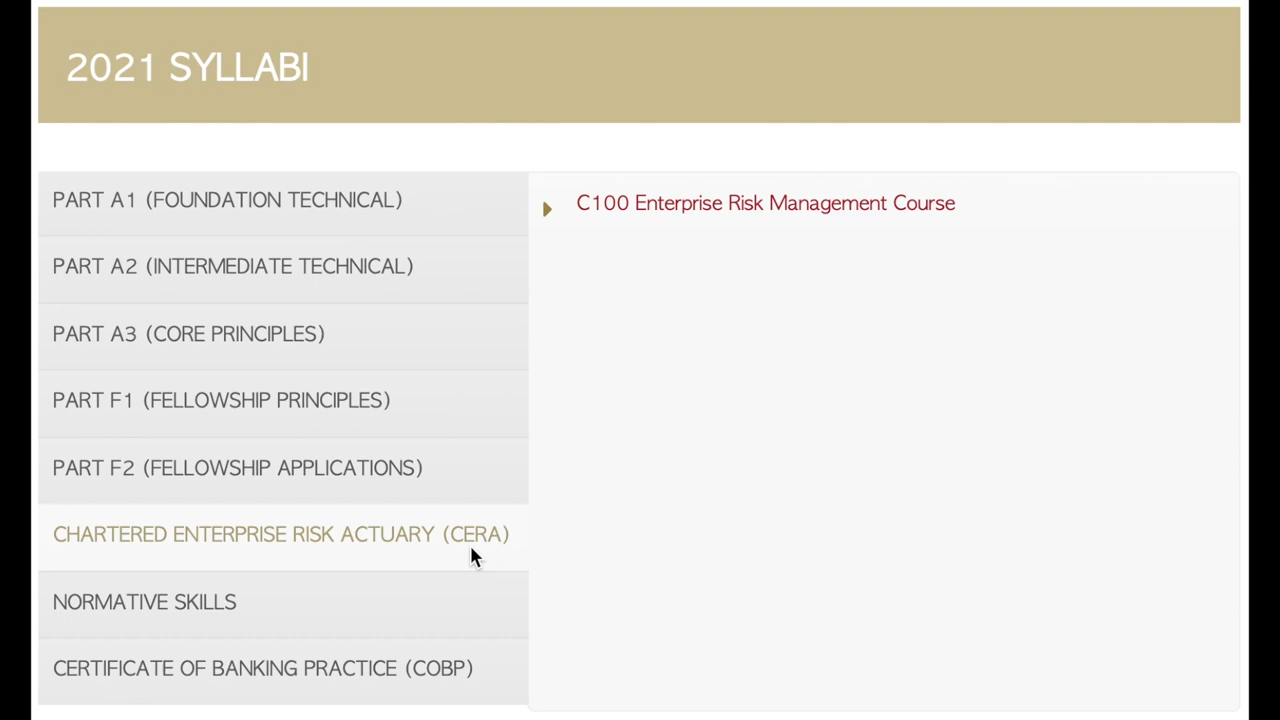 2021 SYLLABI
PART A1 (FOUNDATION TECHNICAL)
PART A2 (INTERMEDIATE TECHNICAL)
PART A3 (CORE PRINCIPLES)
PART F1 (FELLOWSHIP PRINCIPLES)
PART F2 (FELLOWSHIP APPLICATIONS)
CHARTERED ENTERPRISE RISK ACTUARY (CERA)
NORMATIVE SKILLS
CERTIFICATE OF BANKING PRACTICE (COBP)
C100 Enterprise Risk Management Course